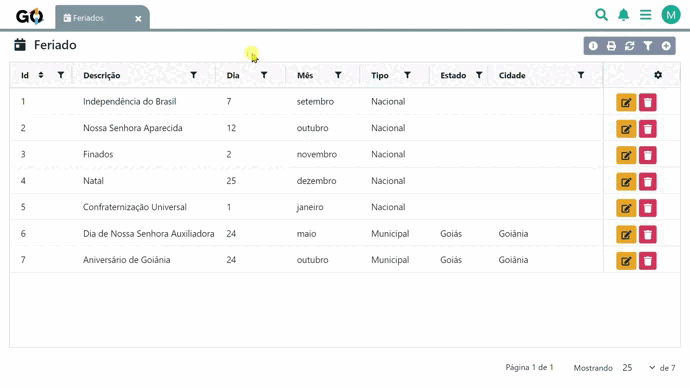 GO Feriados
M
Feriado
Id Descrição Dia Mês Tipo Estado Cidade
1 Independência do Brasil 7 setembro Nacional
2 Nossa Senhora Aparecida 12 outubro Nacional
3 Finados 2 novembro Nacional
4 Natal 25 dezembro Nacional
5 Confraternização Universal 1 janeiro Nacional
6 Dia de Nossa Senhora Auxiliadora 24 maio Municipal Goiás Goiânia
7 Aniversário de Goiânia 24 outubro Municipal Goiás Goiânia
Página 1 de 1 Mostrando 25 de 7